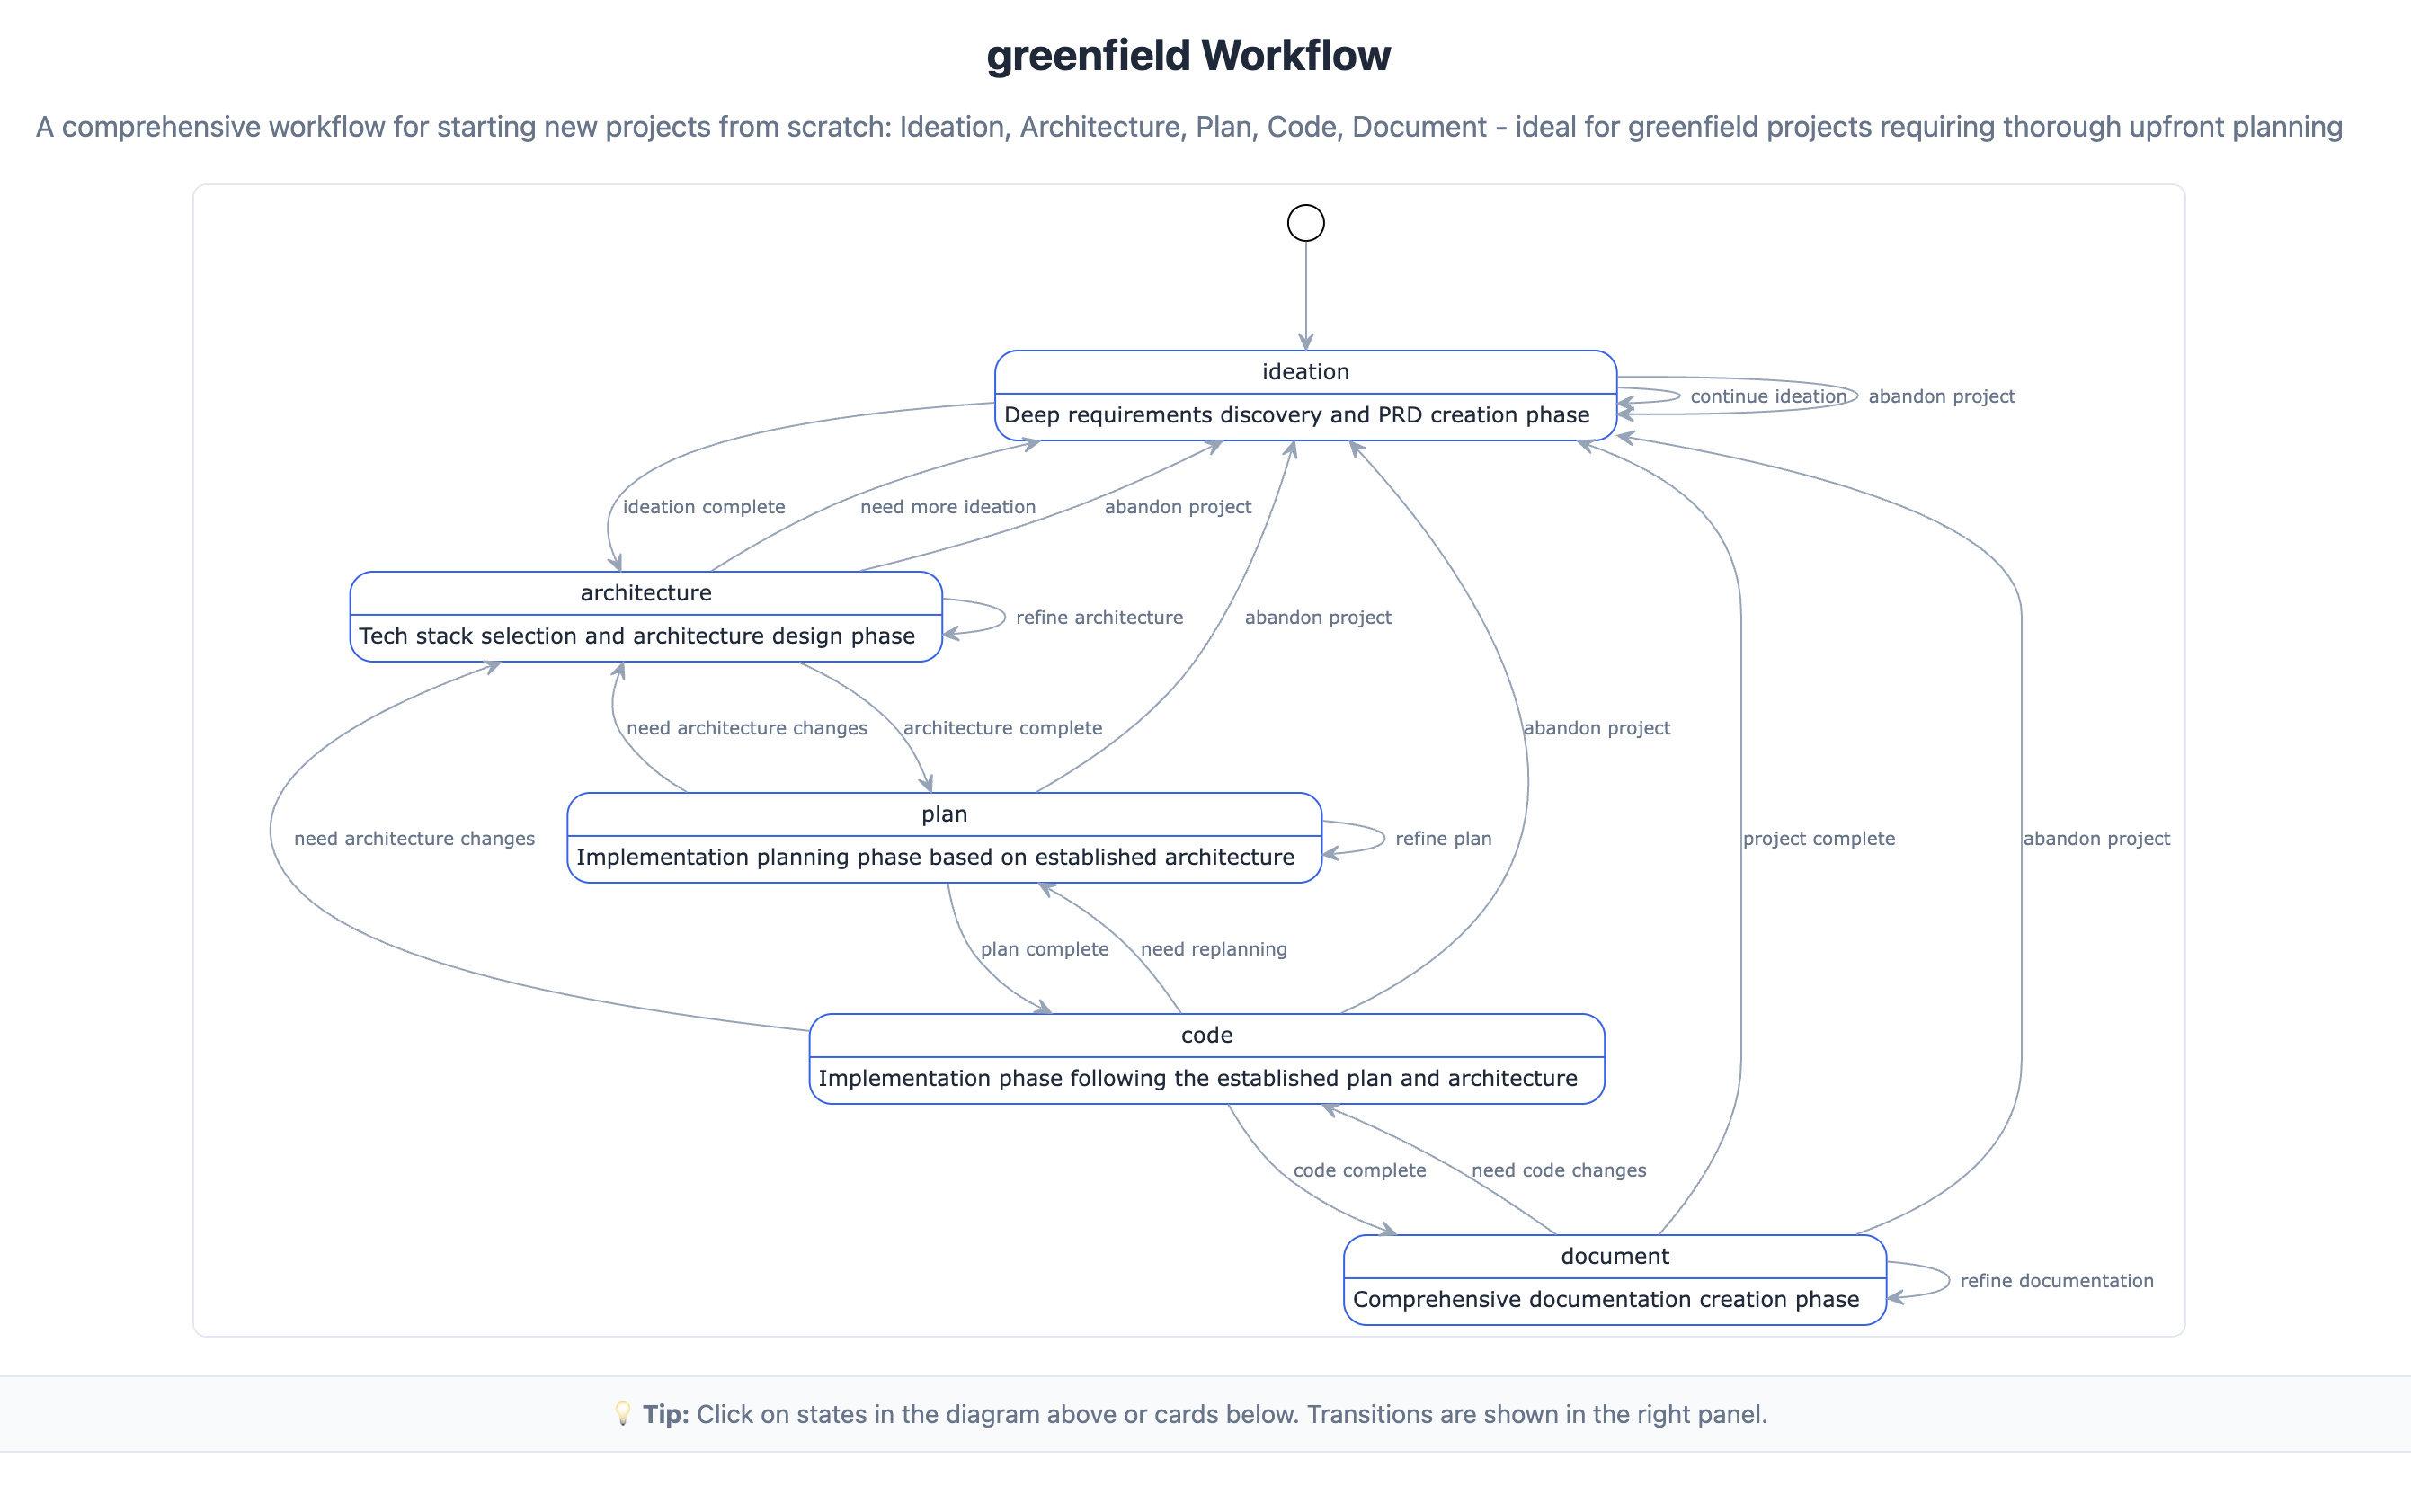 greenfield Workflow
A comprehensive workflow for starting new projects from scratch: Ideation, Architecture, Plan, Code, Document - ideal for greenfield projects requiring thorough upfront planning
ideation
Deep requirements discovery and PRD creation phase
continue ideation
abandon project
ideation complete
need more ideation
abandon project
architecture
Tech stack selection and architecture design phase
refine architecture
abandon project
need architecture changes
architecture complete
abandon project
plan
Implementation planning phase based on established architecture
refine plan
need architecture changes
project complete
abandon project
plan complete
need replanning
code
Implementation phase following the established plan and architecture
code complete
need code changes
document
Comprehensive documentation creation phase
refine documentation
💡 Tip: Click on states in the diagram above or cards below. Transitions are shown in the right panel.